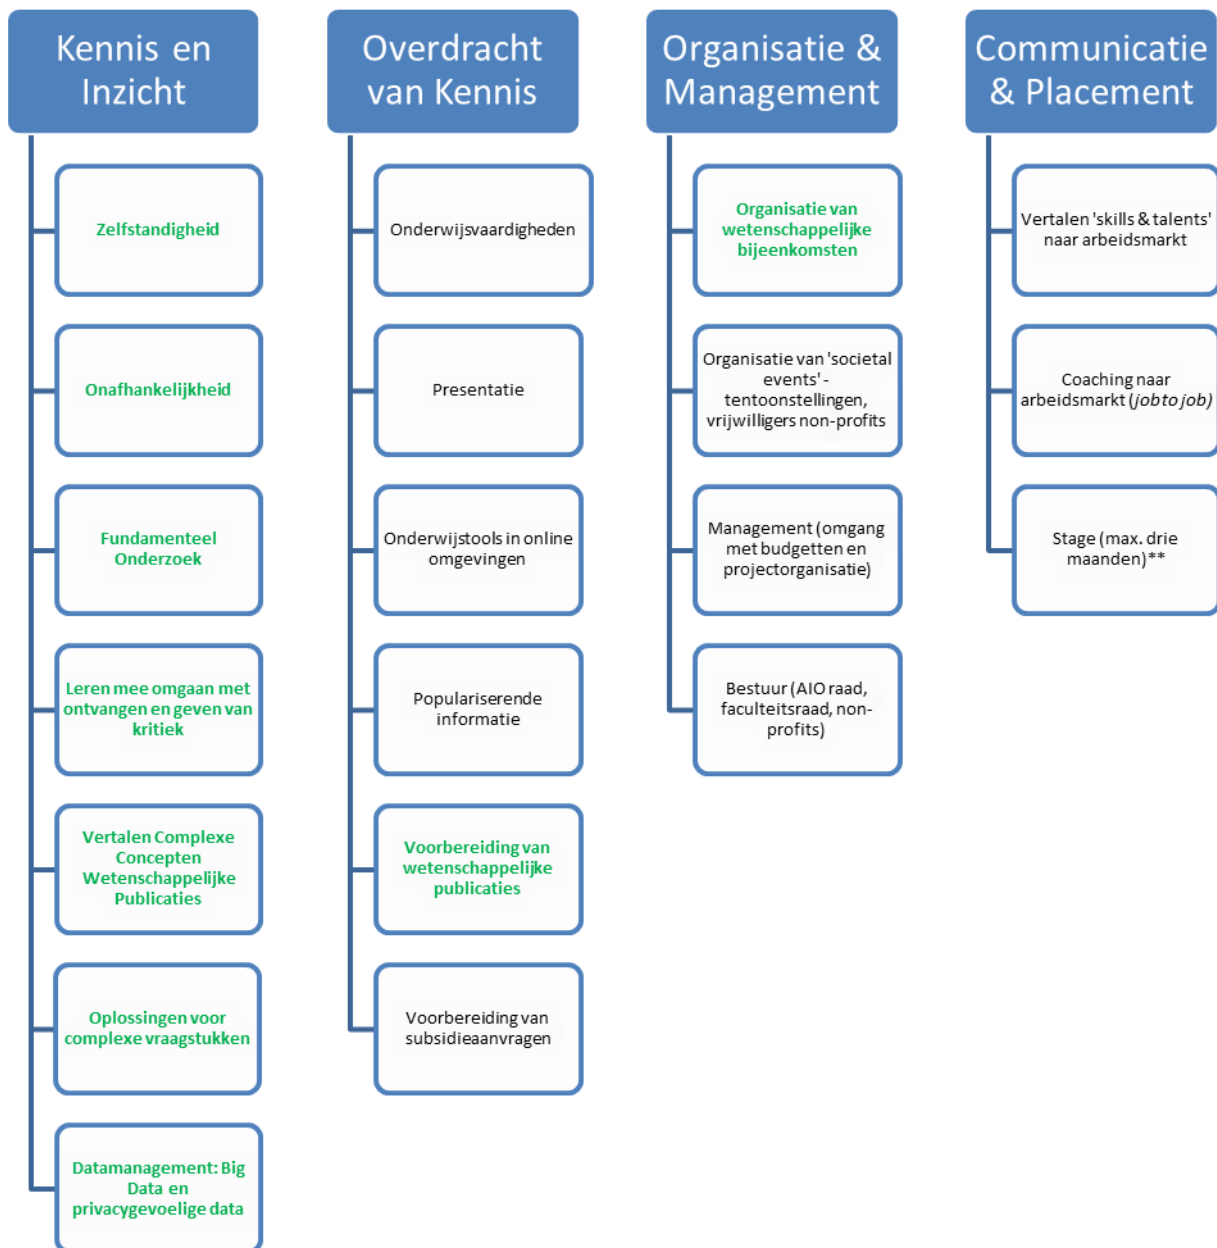 Kennis en
Inzicht
Zelfstandigheid
Onafhankelijkheid
Fundamenteel
Onderzoek
Leren mee omgaan met
ontvangen en geven van
kritiek
Vertalen Complexe
Concepten
Wetenschappelijke
Publicaties
Oplossingen voor
complexe vraagstukken
Datamanagement: Big
Data en
privacygevoelige data
Overdracht
van Kennis
Onderwijsvaardigheden
Presentatie
Onderwijstools in online
omgevingen
Populariserende
informatie
Voorbereiding van
wetenschappelijke
publicaties
Voorbereiding van
subsidieaanvragen
Organisatie &
Management
Organisatie van
wetenschappelijke
bijeenkomsten
Organisatie van 'societal
events' -
tentoonstellingen,
vrijwilligers non-profits
Management (omgang
met budgetten en
projectorganisatie)
Bestuur (AIO raad,
faculteitsraad, non-
profits)
Communicatie
& Placement
Vertalen 'skills & talents'
naar arbeidsmarkt
Coaching naar
arbeidsmarkt (job to job)
Stage (max. drie
maanden)**